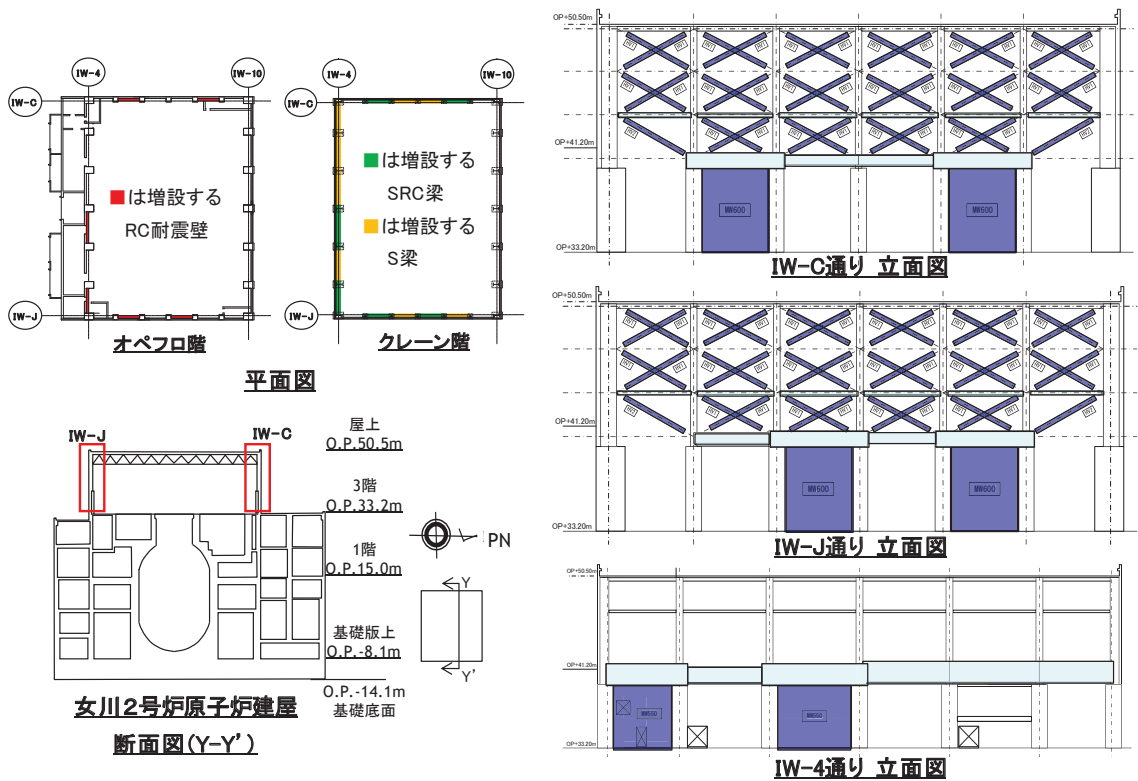 IW-4
IW-10
IW-C
IW-J
■は増設する
RC耐震壁
オペフロ階
IW-4
IW-10
IW-C
IW-J
■は増設する
SRC梁
■は増設する
S梁
クレーン階
平面図
IW-J
IW-C
屋上
O.P.50.5m
3階
O.P.33.2m
1階
O.P.15.0m
基礎版上
O.P.-8.1m
O.P.-14.1m
基礎底面
PN
Y
Y'
女川2号炉原子炉建屋
断面図(Y-Y')
OP+50.50m
OP+41.20m
MW600
MW600
OP+33.20m
IW-C通り 立面図
OP+50.50m
OP+41.20m
MW600
MW600
OP+33.20m
IW-J通り 立面図
OP+50.50m
OP+41.20m
OP+33.20m
IW-4通り 立面図